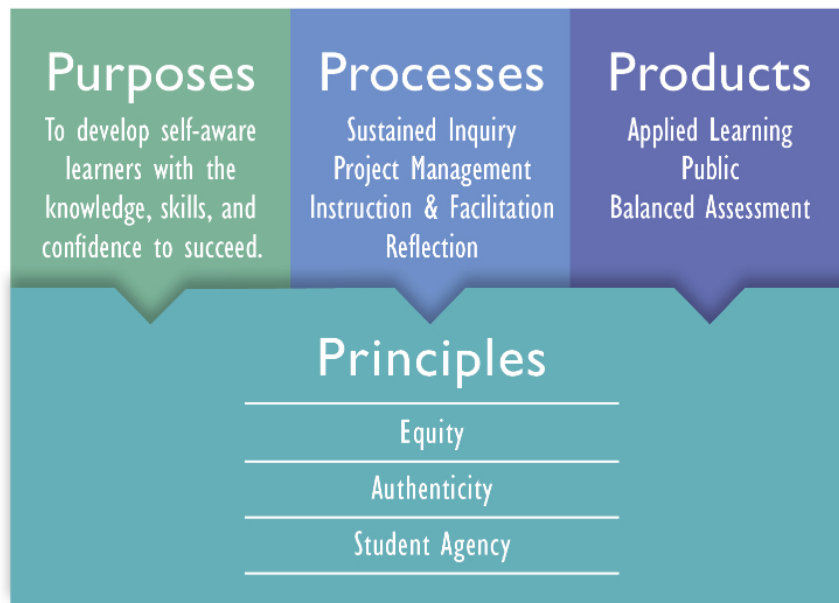 Purposes
To develop self-aware
learners with the
knowledge, skills, and
confidence to succeed.
Processes
Sustained Inquiry
Project Management
Instruction & Facilitation
Reflection
Products
Applied Learning
Public
Balanced Assessment
Principles
Equity
Authenticity
Student Agency